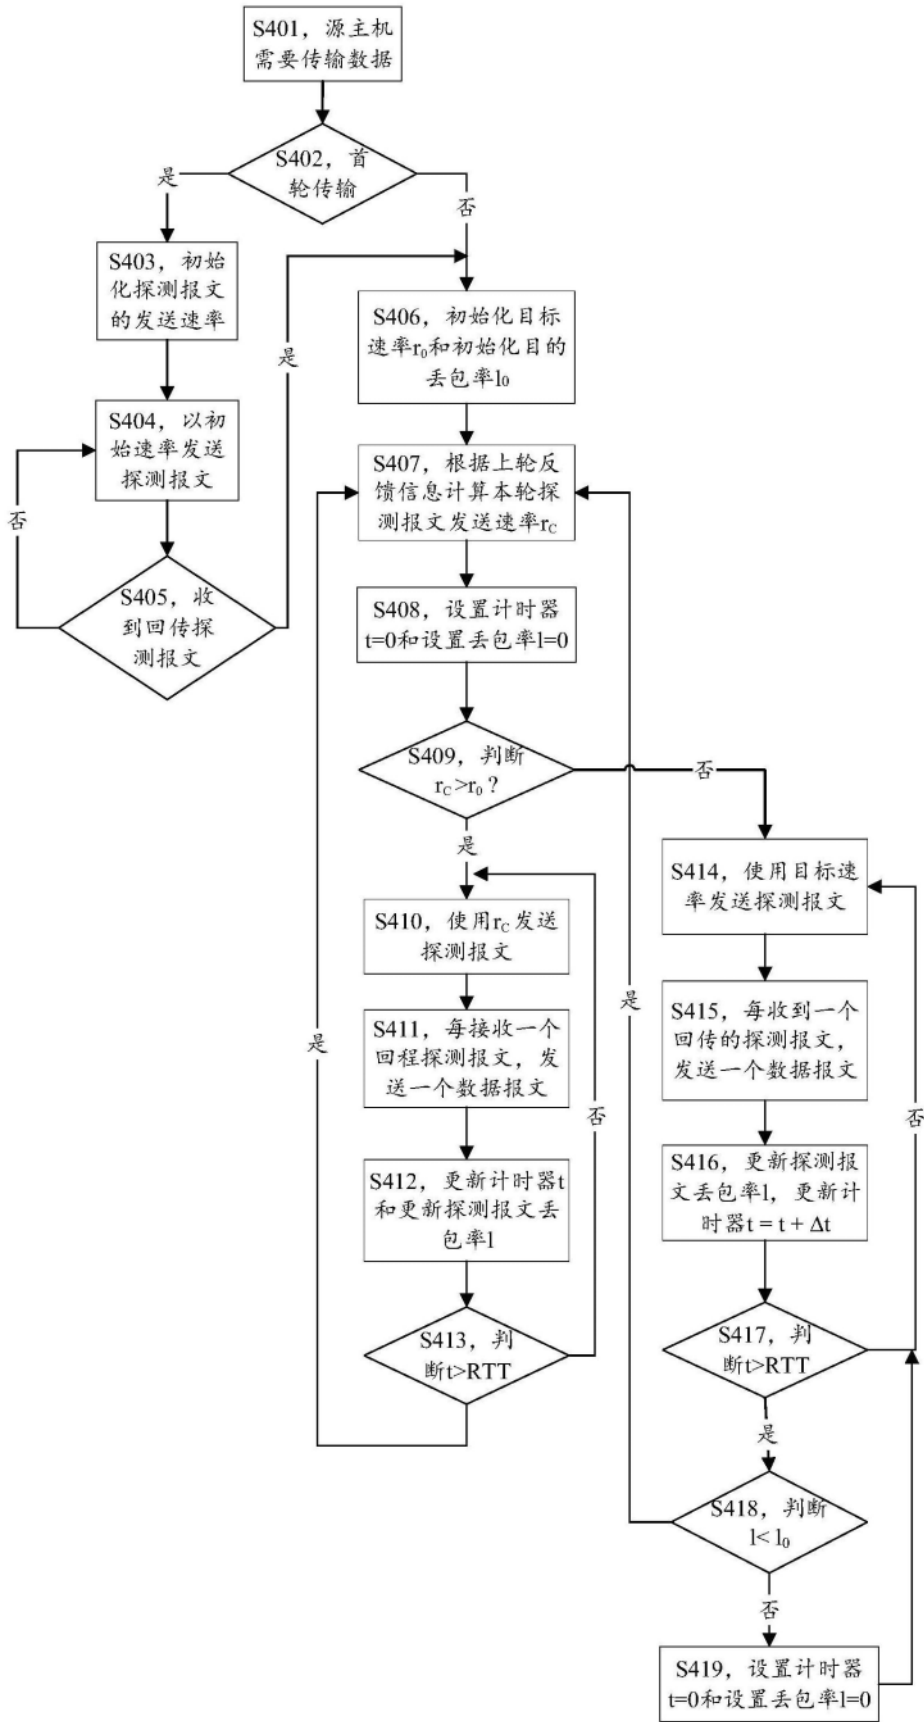 S401，源主机
需要传输数据
S402，首
轮传输
是
否
S403，初始
化探测报文
的发送速率
S404，以初
始速率发送
探测报文
否
S405，收
到回传探
测报文
是
S406，初始化目标
速率r₀和初始化目的
丢包率l₀
S407，根据上轮反
馈信息计算本轮探
测报文发送速率r_C
S408，设置计时器
t=0和设置丢包率l=0
S409，判断
r_C>r₀？
否
是
S410，使用r_C发送
探测报文
S411，每接收一个
回程探测报文，发
送一个数据报文
S412，更新计时器t
和更新探测报文丢
包率l
S413，判
断t>RTT
是
否
S414，使用目标速
率发送探测报文
S415，每收到一个
回传的探测报文，
发送一个数据报文
S416，更新探测报
文丢包率l，更新计
时器t = t + Δt
S417，判
断t>RTT
否
是
S418，判断
l< l₀
是
否
S419，设置计时器
t=0和设置丢包率l=0